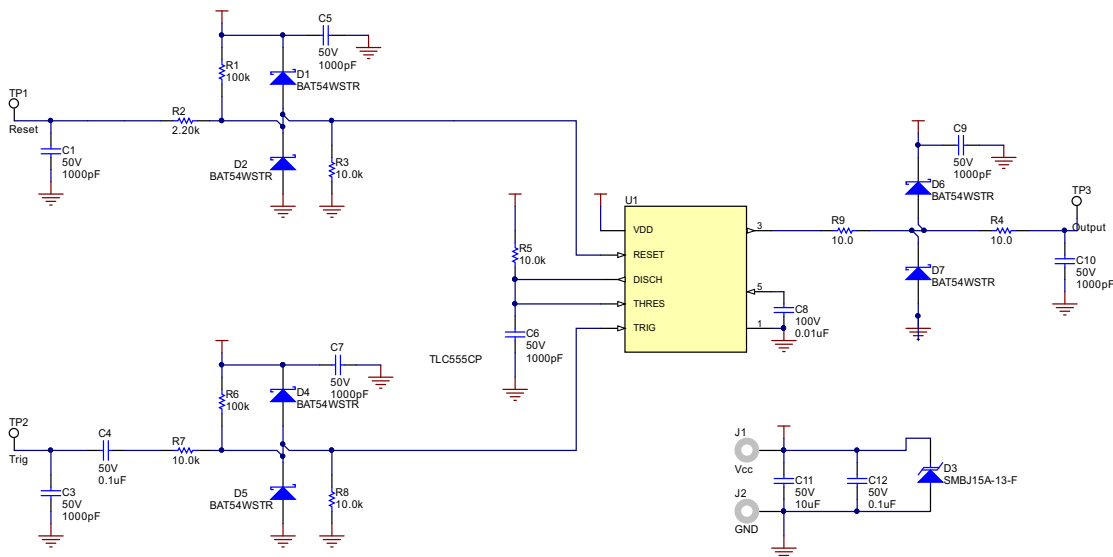 C5
50V
1000pF
R1
100k
D1
BAT54WSTR
TP1
Reset
R2
2.20k
C1
50V
1000pF
D2
BAT54WSTR
R3
10.0k
C9
50V
1000pF
D6
BAT54WSTR
TP3
Output
R9
10.0
R4
10.0
D7
BAT54WSTR
C10
50V
1000pF
U1
VDD
RESET
DISCH
THRES
TRIG
3
5
1
R5
10.0k
C8
100V
0.01uF
C6
50V
1000pF
TLC555CP
C7
50V
1000pF
R6
100k
D4
BAT54WSTR
TP2
Trig
C4
50V
0.1uF
R7
10.0k
C3
50V
1000pF
D5
BAT54WSTR
R8
10.0k
J1
Vcc
J2
GND
C11
50V
10uF
C12
50V
0.1uF
D3
SMBJ15A-13-F